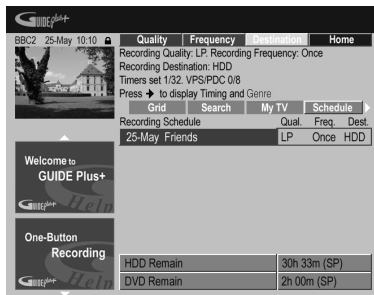 GUIDE Plus+
BBC2 25-May 10:10
Quality Frequency Destination Home
Recording Quality: LP. Recording Frequency: Once
Recording Destination: HDD
Timers set 1/32. VPS/PDC 0/8
Press → to display Timing and Genre
Grid Search My TV Schedule
Recording Schedule Qual. Freq. Dest.
25-May Friends LP Once HDD
Welcome to
GUIDE Plus+
GUIDE Plus+ Help
One-Button
Recording
GUIDE Plus+ Help
HDD Remain 30h 33m (SP)
DVD Remain 2h 00m (SP)